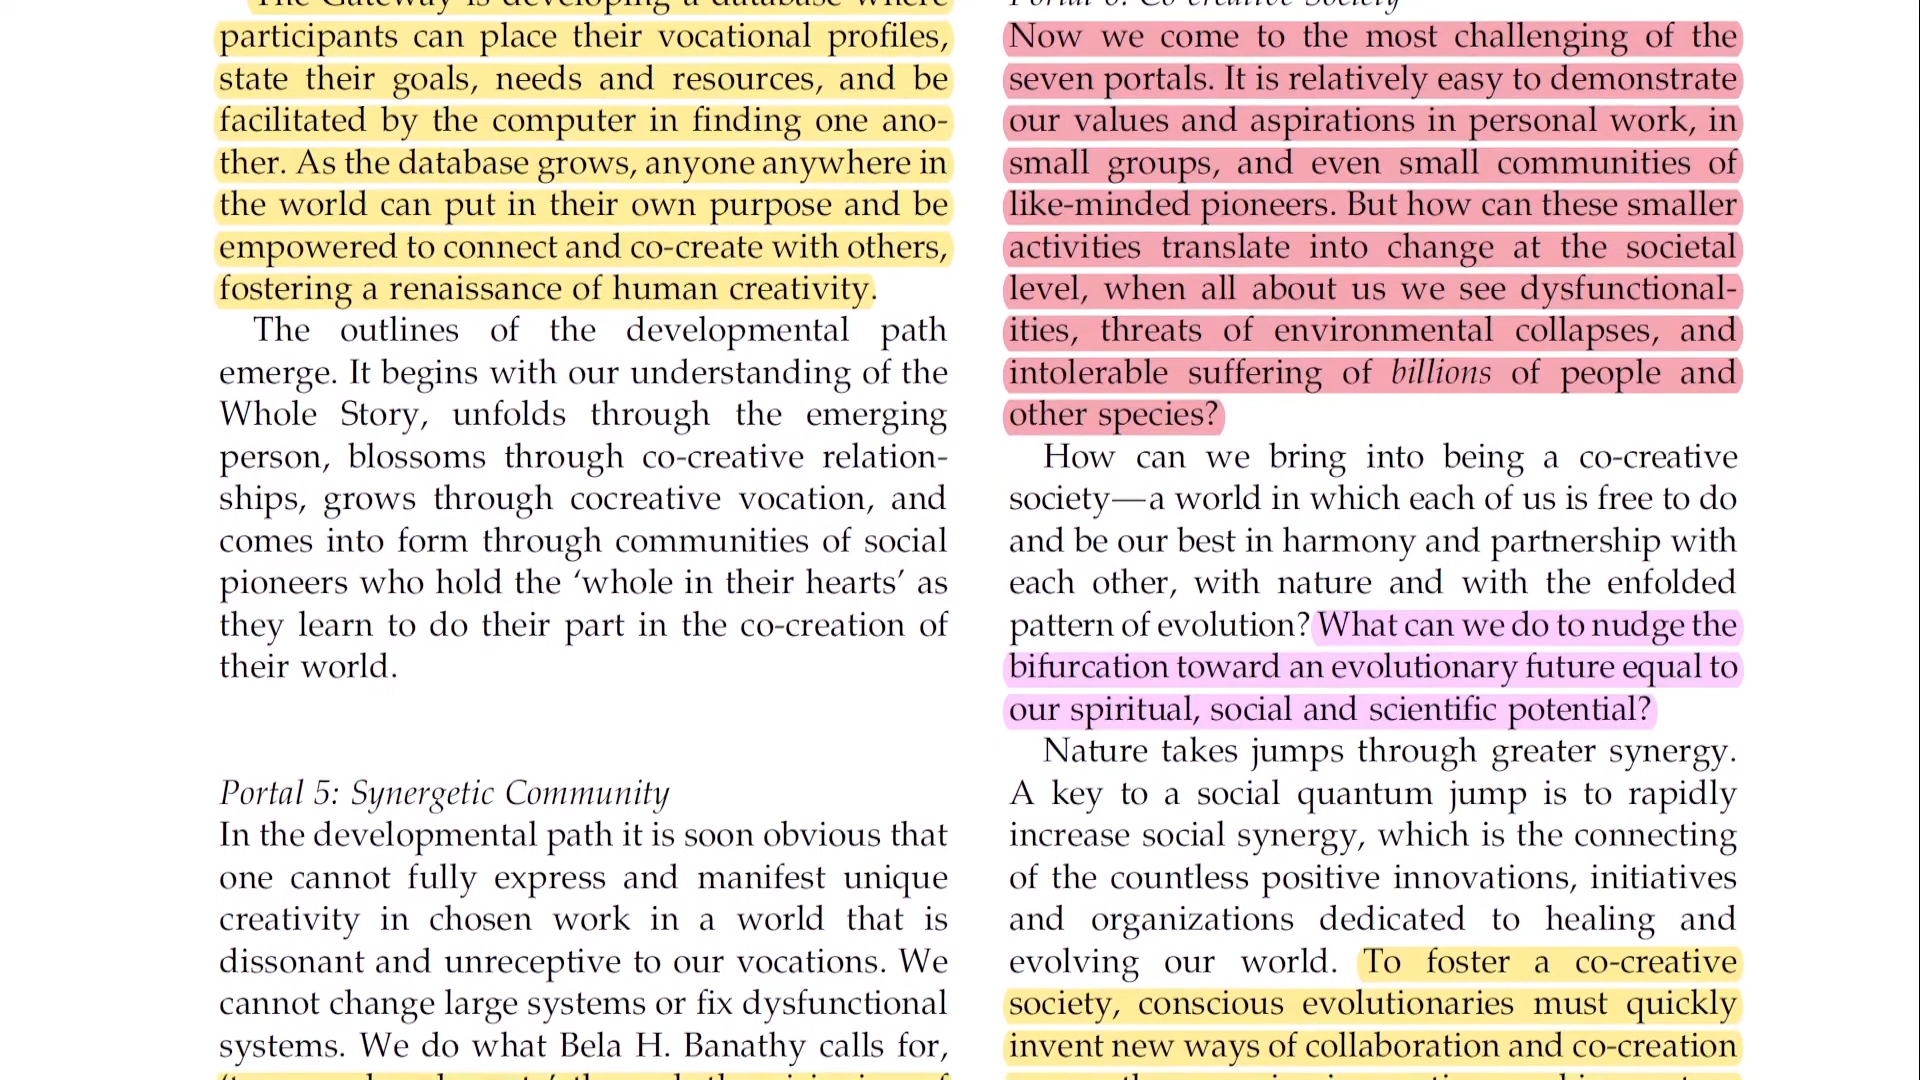 The Gateway is developing a database where
participants can place their vocational profiles,
state their goals, needs and resources, and be
facilitated by the computer in finding one ano-
ther. As the database grows, anyone anywhere in
the world can put in their own purpose and be
empowered to connect and co-create with others,
fostering a renaissance of human creativity.
The outlines of the developmental path
emerge. It begins with our understanding of the
Whole Story, unfolds through the emerging
person, blossoms through co-creative relation-
ships, grows through cocreative vocation, and
comes into form through communities of social
pioneers who hold the ‘whole in their hearts’ as
they learn to do their part in the co-creation of
their world.
Portal 5: Synergetic Community
In the developmental path it is soon obvious that
one cannot fully express and manifest unique
creativity in chosen work in a world that is
dissonant and unreceptive to our vocations. We
cannot change large systems or fix dysfunctional
systems. We do what Bela H. Banathy calls for,
Portal 6: Co-creative Society
Now we come to the most challenging of the
seven portals. It is relatively easy to demonstrate
our values and aspirations in personal work, in
small groups, and even small communities of
like-minded pioneers. But how can these smaller
activities translate into change at the societal
level, when all about us we see dysfunctional-
ities, threats of environmental collapses, and
intolerable suffering of billions of people and
other species?
How can we bring into being a co-creative
society—a world in which each of us is free to do
and be our best in harmony and partnership with
each other, with nature and with the enfolded
pattern of evolution? What can we do to nudge the
bifurcation toward an evolutionary future equal to
our spiritual, social and scientific potential?
Nature takes jumps through greater synergy.
A key to a social quantum jump is to rapidly
increase social synergy, which is the connecting
of the countless positive innovations, initiatives
and organizations dedicated to healing and
evolving our world. To foster a co-creative
society, conscious evolutionaries must quickly
invent new ways of collaboration and co-creation